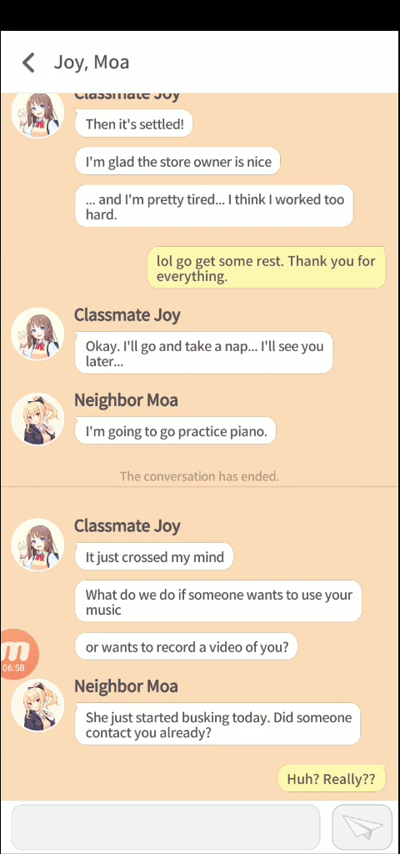 Joy, Moa
Classmate Joy
Then it's settled!
I'm glad the store owner is nice
... and I'm pretty tired... I think I worked too
hard.
lol go get some rest. Thank you for
everything.
Classmate Joy
Okay. I'll go and take a nap... I'll see you
later...
Neighbor Moa
I'm going to go practice piano.
The conversation has ended.
Classmate Joy
It just crossed my mind
What do we do if someone wants to use your
music
or wants to record a video of you?
06:58
Neighbor Moa
She just started busking today. Did someone
contact you already?
Huh? Really??